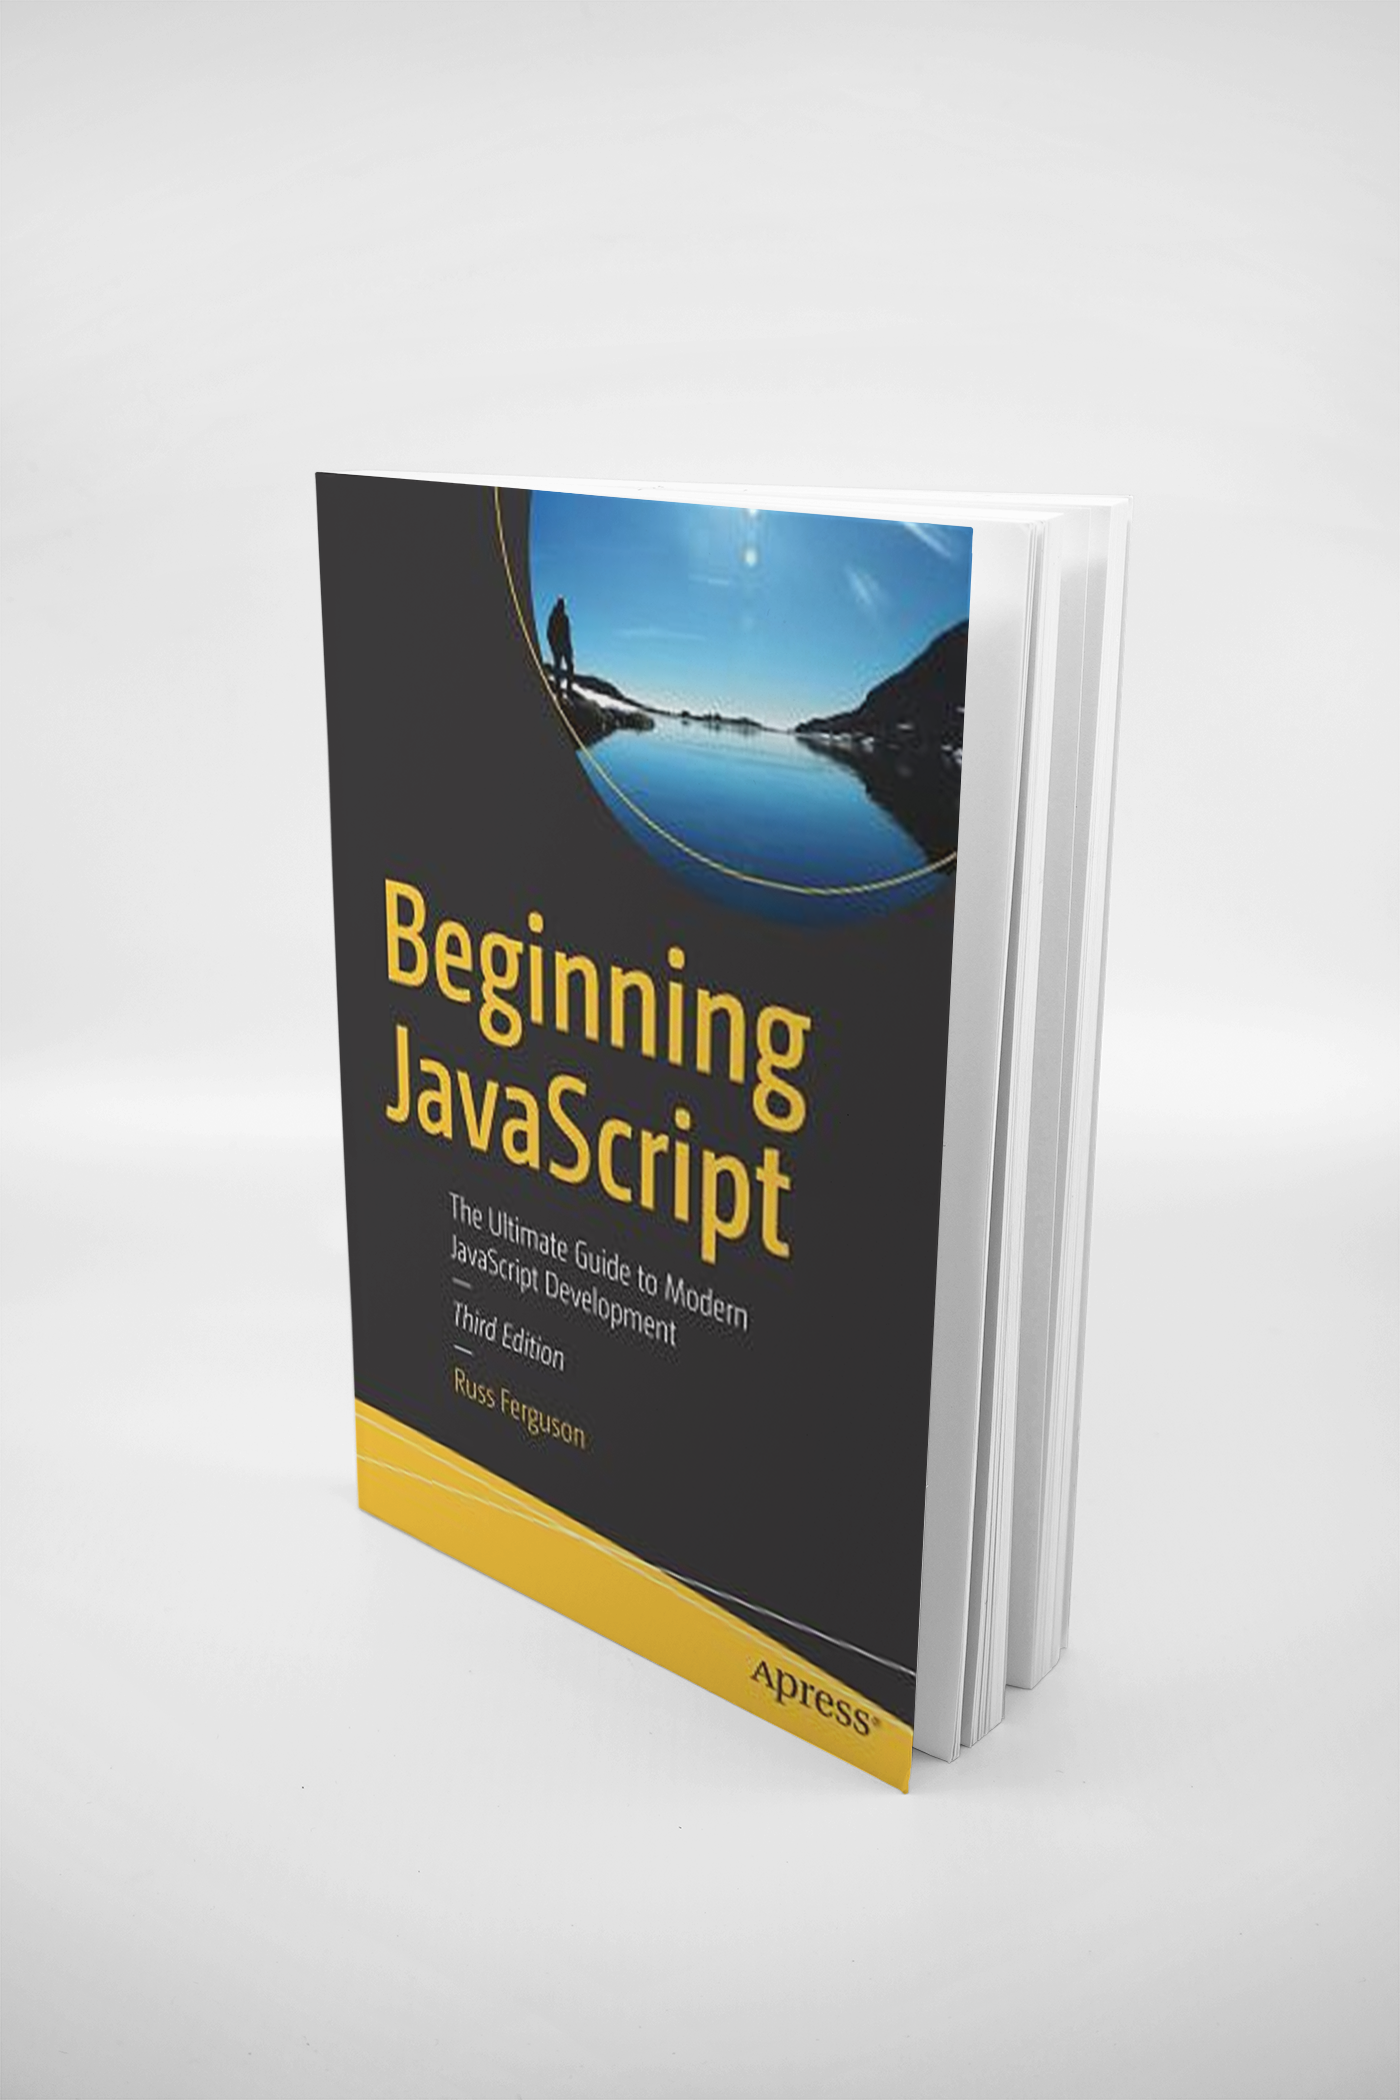 Beginning
JavaScript
The Ultimate Guide to Modern
JavaScript Development
—
Third Edition
—
Russ Ferguson
Apress®